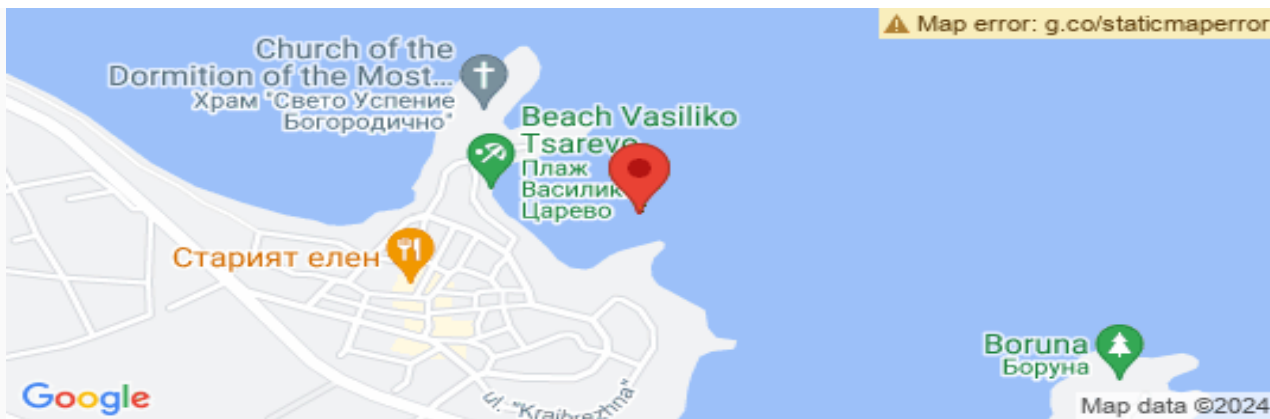 Map error: g.co/staticmaperror
Church of the
Dormition of the Most...
Храм "Свето Успение
Богородично"
Beach Vasiliko
Tsarevo
Плаж
Василико
Царево
Старият елен
Boruna
Боруна
ul. "Kraibrezhna"
Google
Map data ©2024